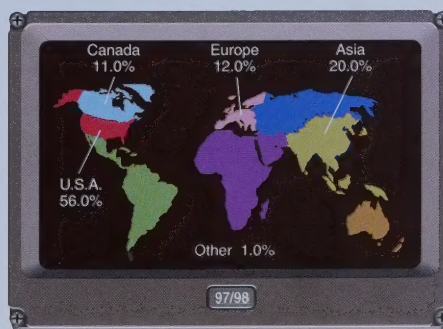 Canada
11.0%
Europe
12.0%
Asia
20.0%
U.S.A.
56.0%
Other 1.0%
97/98